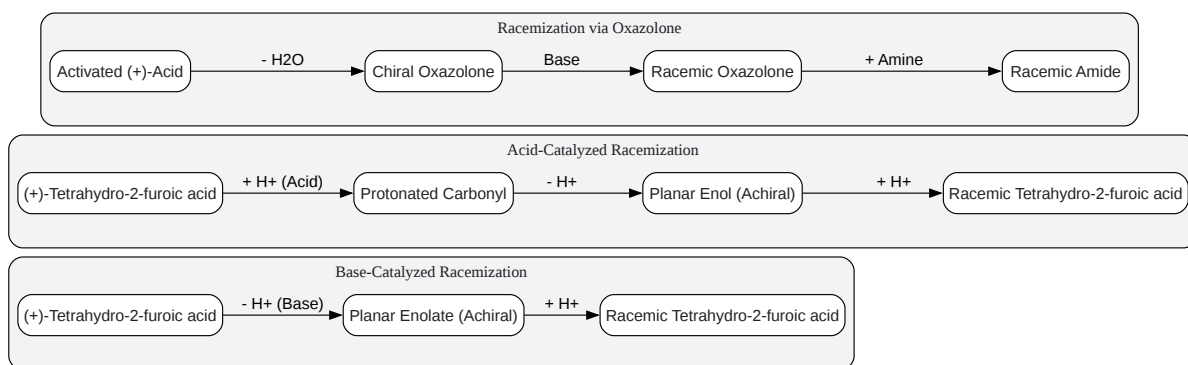 Racemization via Oxazolone
Activated (+)-Acid
- H2O
Chiral Oxazolone
Base
Racemic Oxazolone
+ Amine
Racemic Amide
Acid-Catalyzed Racemization
(+)-Tetrahydro-2-furoic acid
+ H+ (Acid)
Protonated Carbonyl
- H+
Planar Enol (Achiral)
+ H+
Racemic Tetrahydro-2-furoic acid
Base-Catalyzed Racemization
(+)-Tetrahydro-2-furoic acid
- H+ (Base)
Planar Enolate (Achiral)
+ H+
Racemic Tetrahydro-2-furoic acid